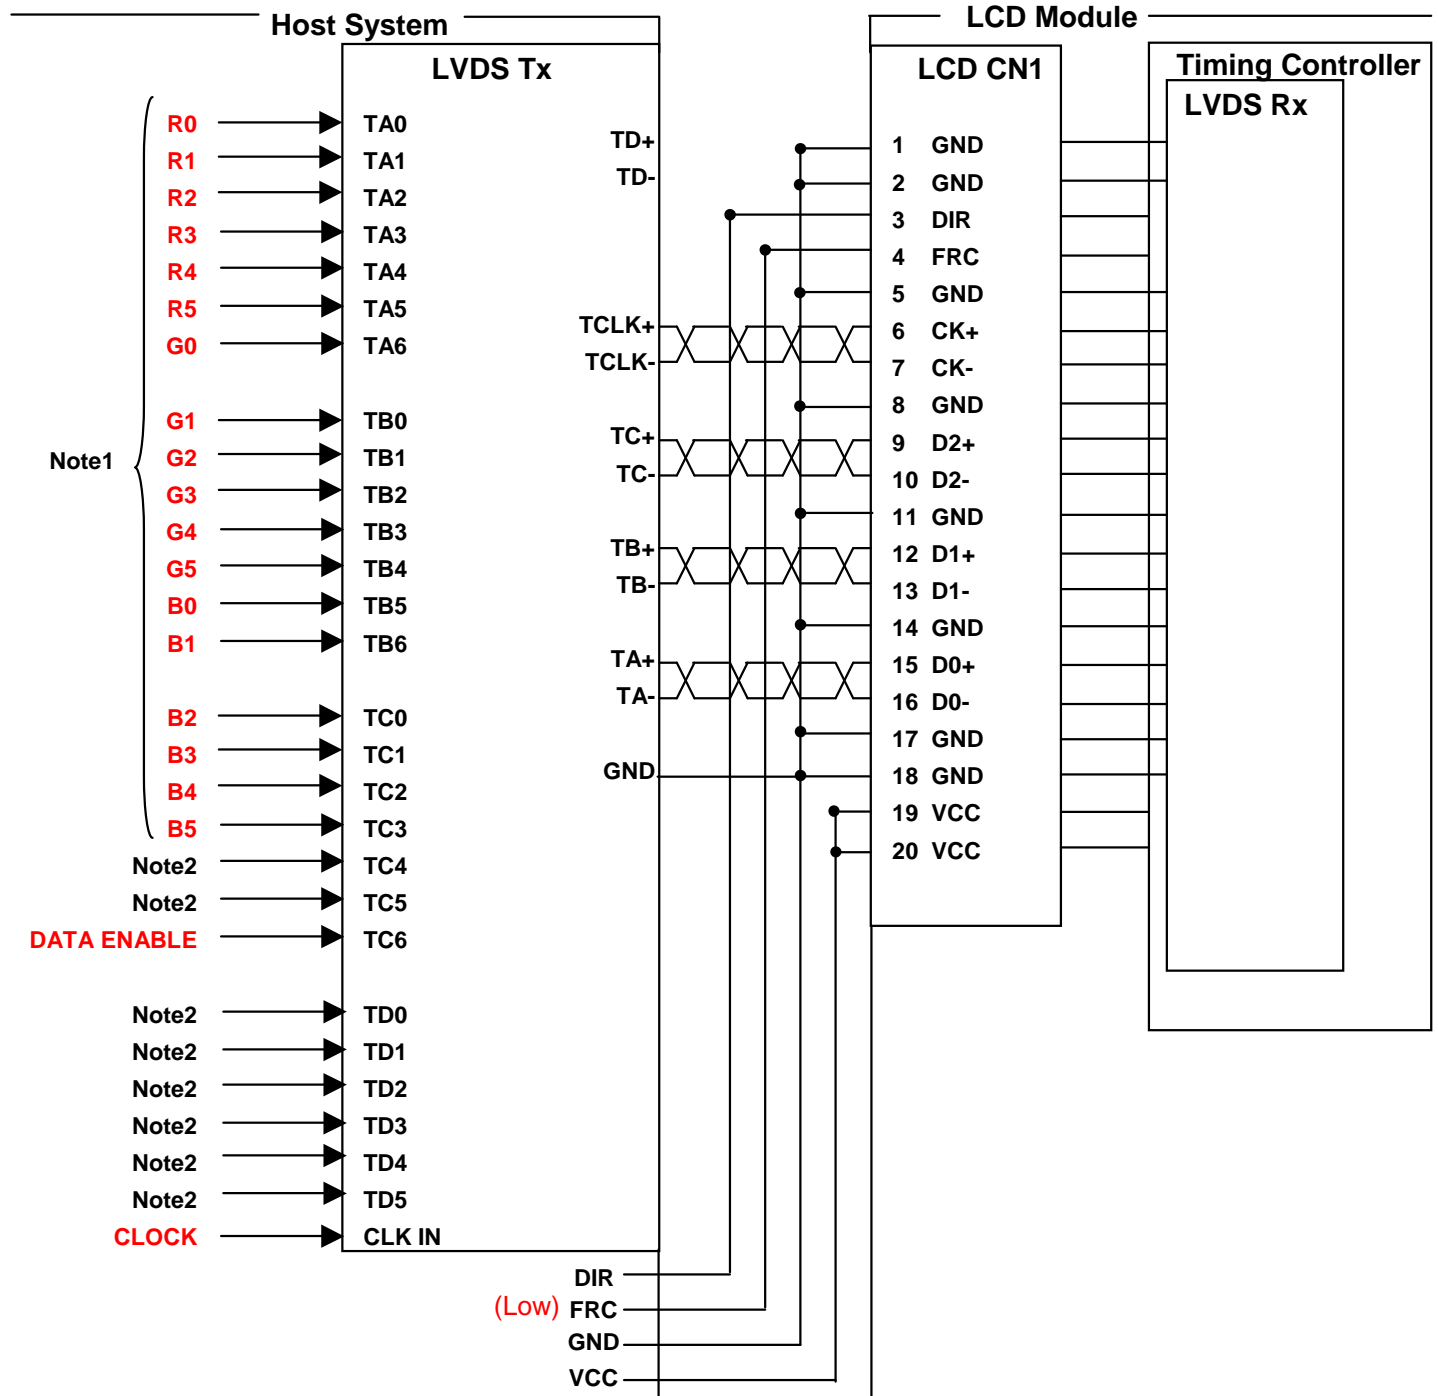 Host System
LCD Module
LVDS Tx
LCD CN1
Timing Controller
LVDS Rx
Note1
R0 TA0
R1 TA1
R2 TA2
R3 TA3
R4 TA4
R5 TA5
G0 TA6
G1 TB0
G2 TB1
G3 TB2
G4 TB3
G5 TB4
B0 TB5
B1 TB6
B2 TC0
B3 TC1
B4 TC2
B5 TC3
Note2 TC4
Note2 TC5
DATA ENABLE TC6
Note2 TD0
Note2 TD1
Note2 TD2
Note2 TD3
Note2 TD4
Note2 TD5
CLOCK CLK IN
TD+
TD-
TCLK+
TCLK-
TC+
TC-
TB+
TB-
TA+
TA-
GND
DIR
(Low) FRC
GND
VCC
1 GND
2 GND
3 DIR
4 FRC
5 GND
6 CK+
7 CK-
8 GND
9 D2+
10 D2-
11 GND
12 D1+
13 D1-
14 GND
15 D0+
16 D0-
17 GND
18 GND
19 VCC
20 VCC